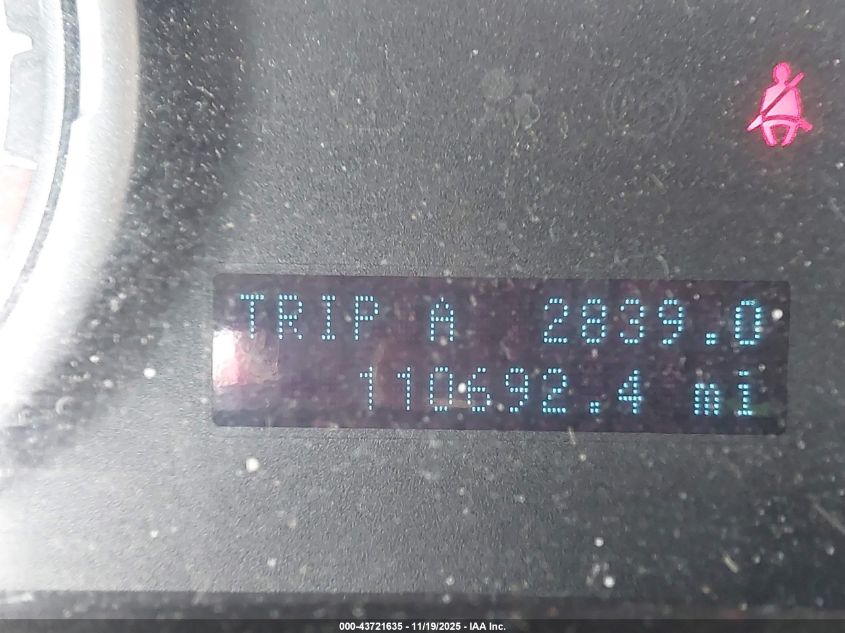 TRIP A 2839.0
110692.4 mi
000-43721635 - 11/19/2025 - IAA Inc.